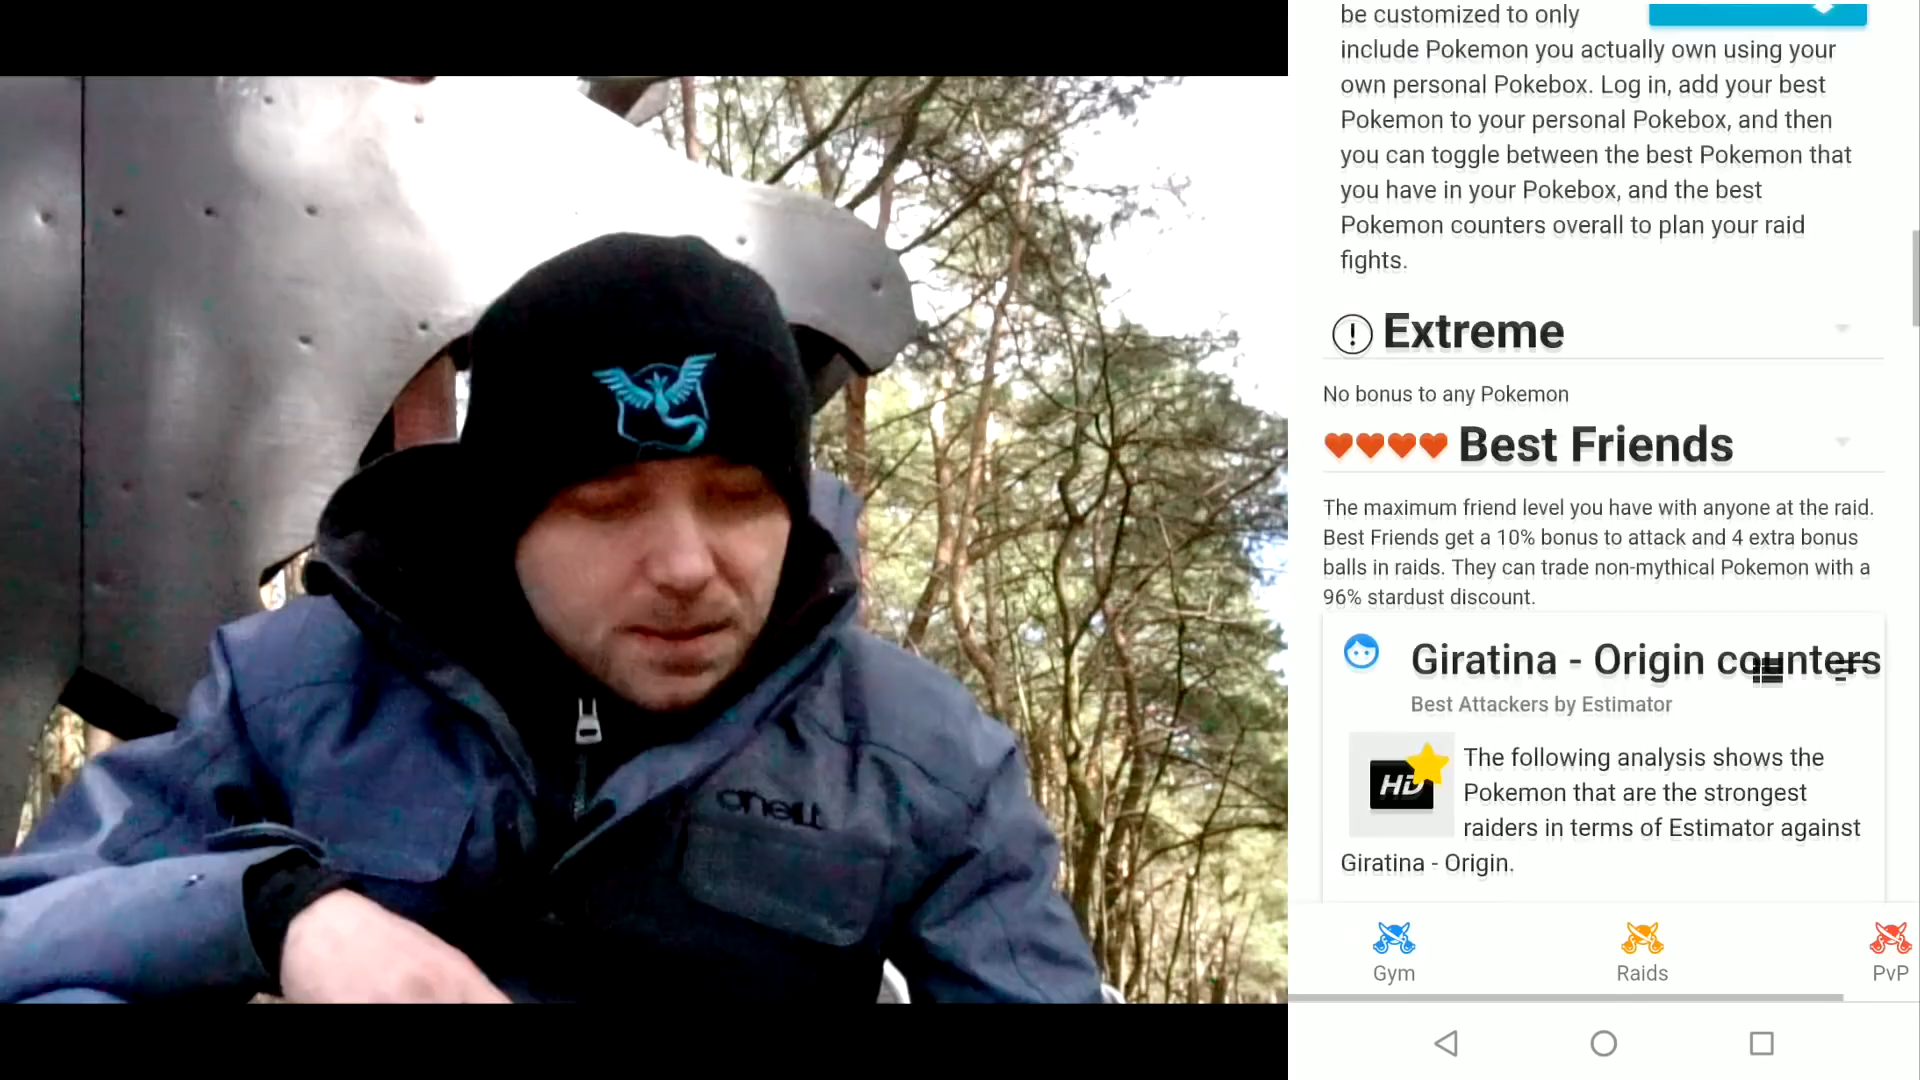 be customized to only
include Pokemon you actually own using your
own personal Pokebox. Log in, add your best
Pokemon to your personal Pokebox, and then
you can toggle between the best Pokemon that
you have in your Pokebox, and the best
Pokemon counters overall to plan your raid
fights.
Extreme
No bonus to any Pokemon
Best Friends
The maximum friend level you have with anyone at the raid.
Best Friends get a 10% bonus to attack and 4 extra bonus
balls in raids. They can trade non-mythical Pokemon with a
96% stardust discount.
Giratina - Origin counters
Best Attackers by Estimator
HD
The following analysis shows the
Pokemon that are the strongest
raiders in terms of Estimator against
Giratina - Origin.
Gym
Raids
PvP
O'NEILL